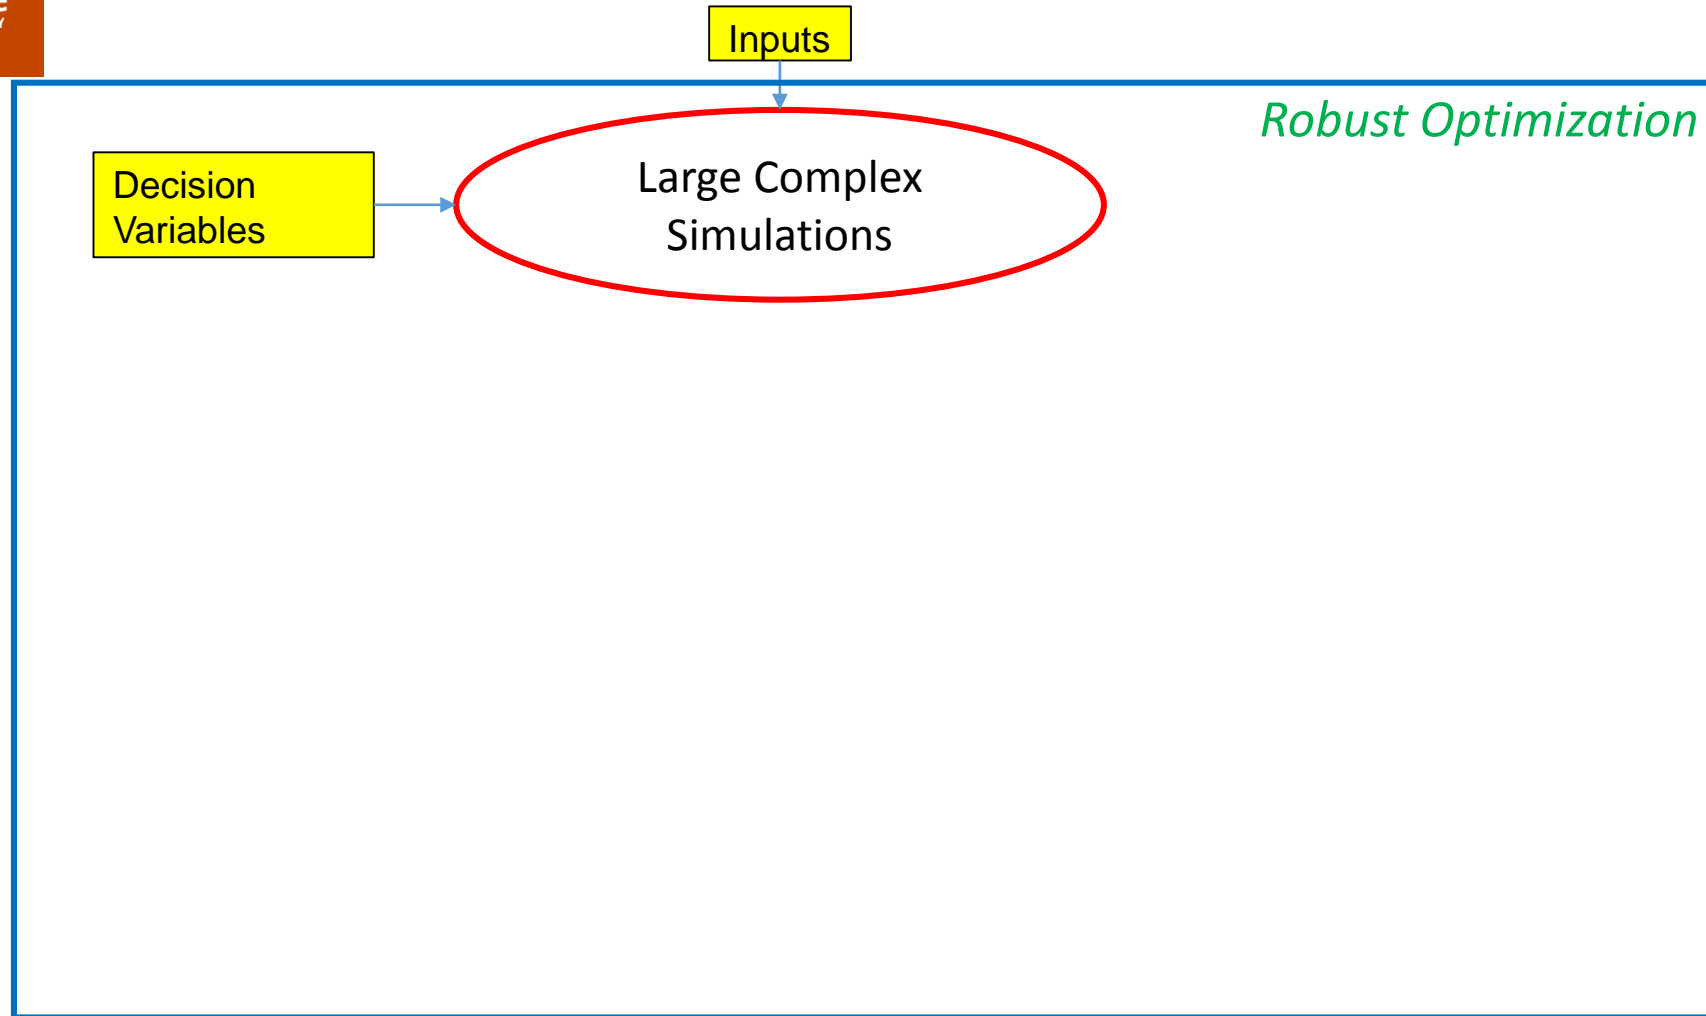 Inputs
Robust Optimization
Decision
Variables
Large Complex
Simulations